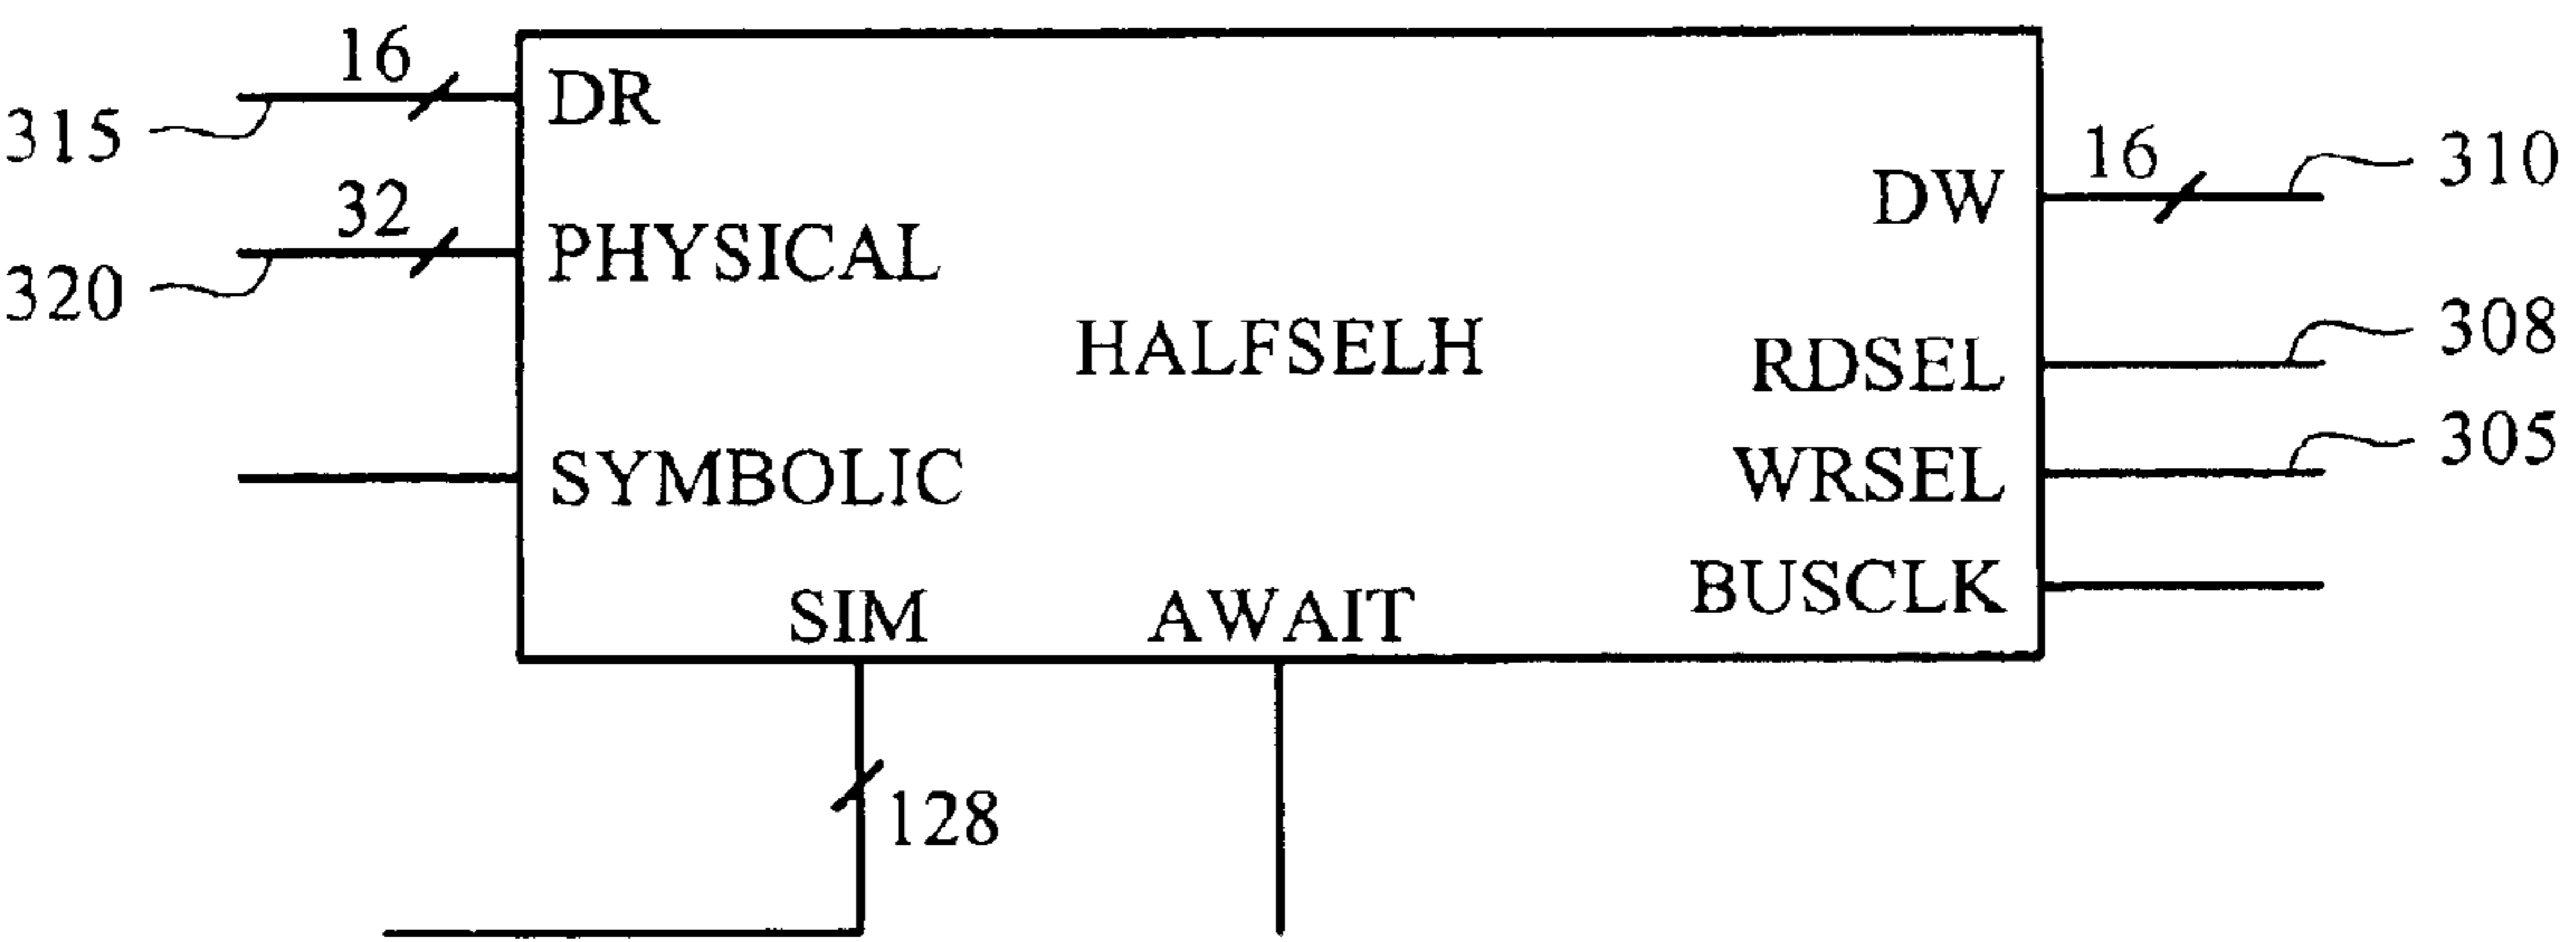 16
DR
315
16
310
DW
32
PHYSICAL
320
HALFSELH
308
RDSEL
305
SYMBOLIC
WRSEL
BUSCLK
SIM
AWAIT
128